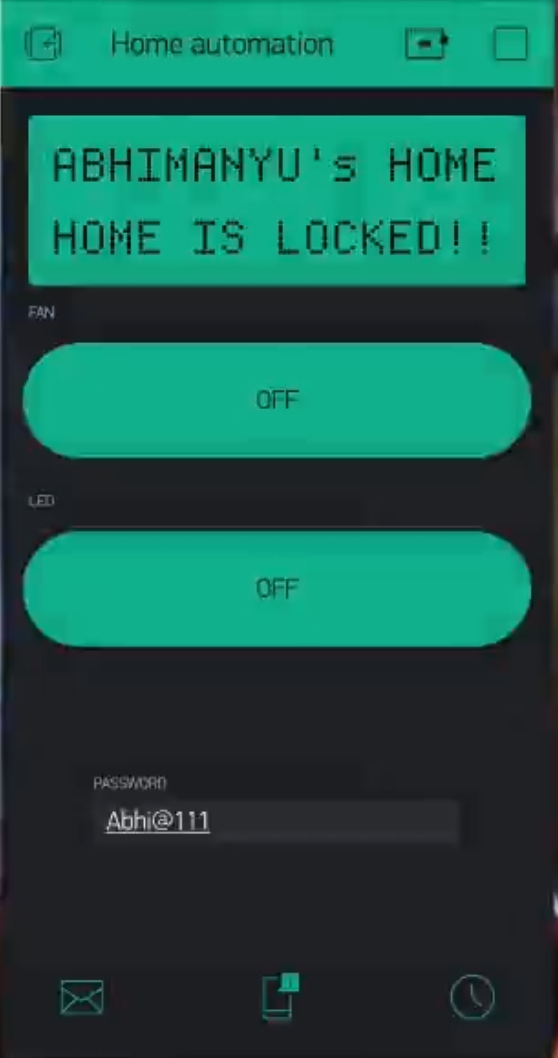 Home automation
ABHIMANYU's HOME
HOME IS LOCKED!!
FAN
OFF
LED
OFF
PASSWORD
Abhi@111